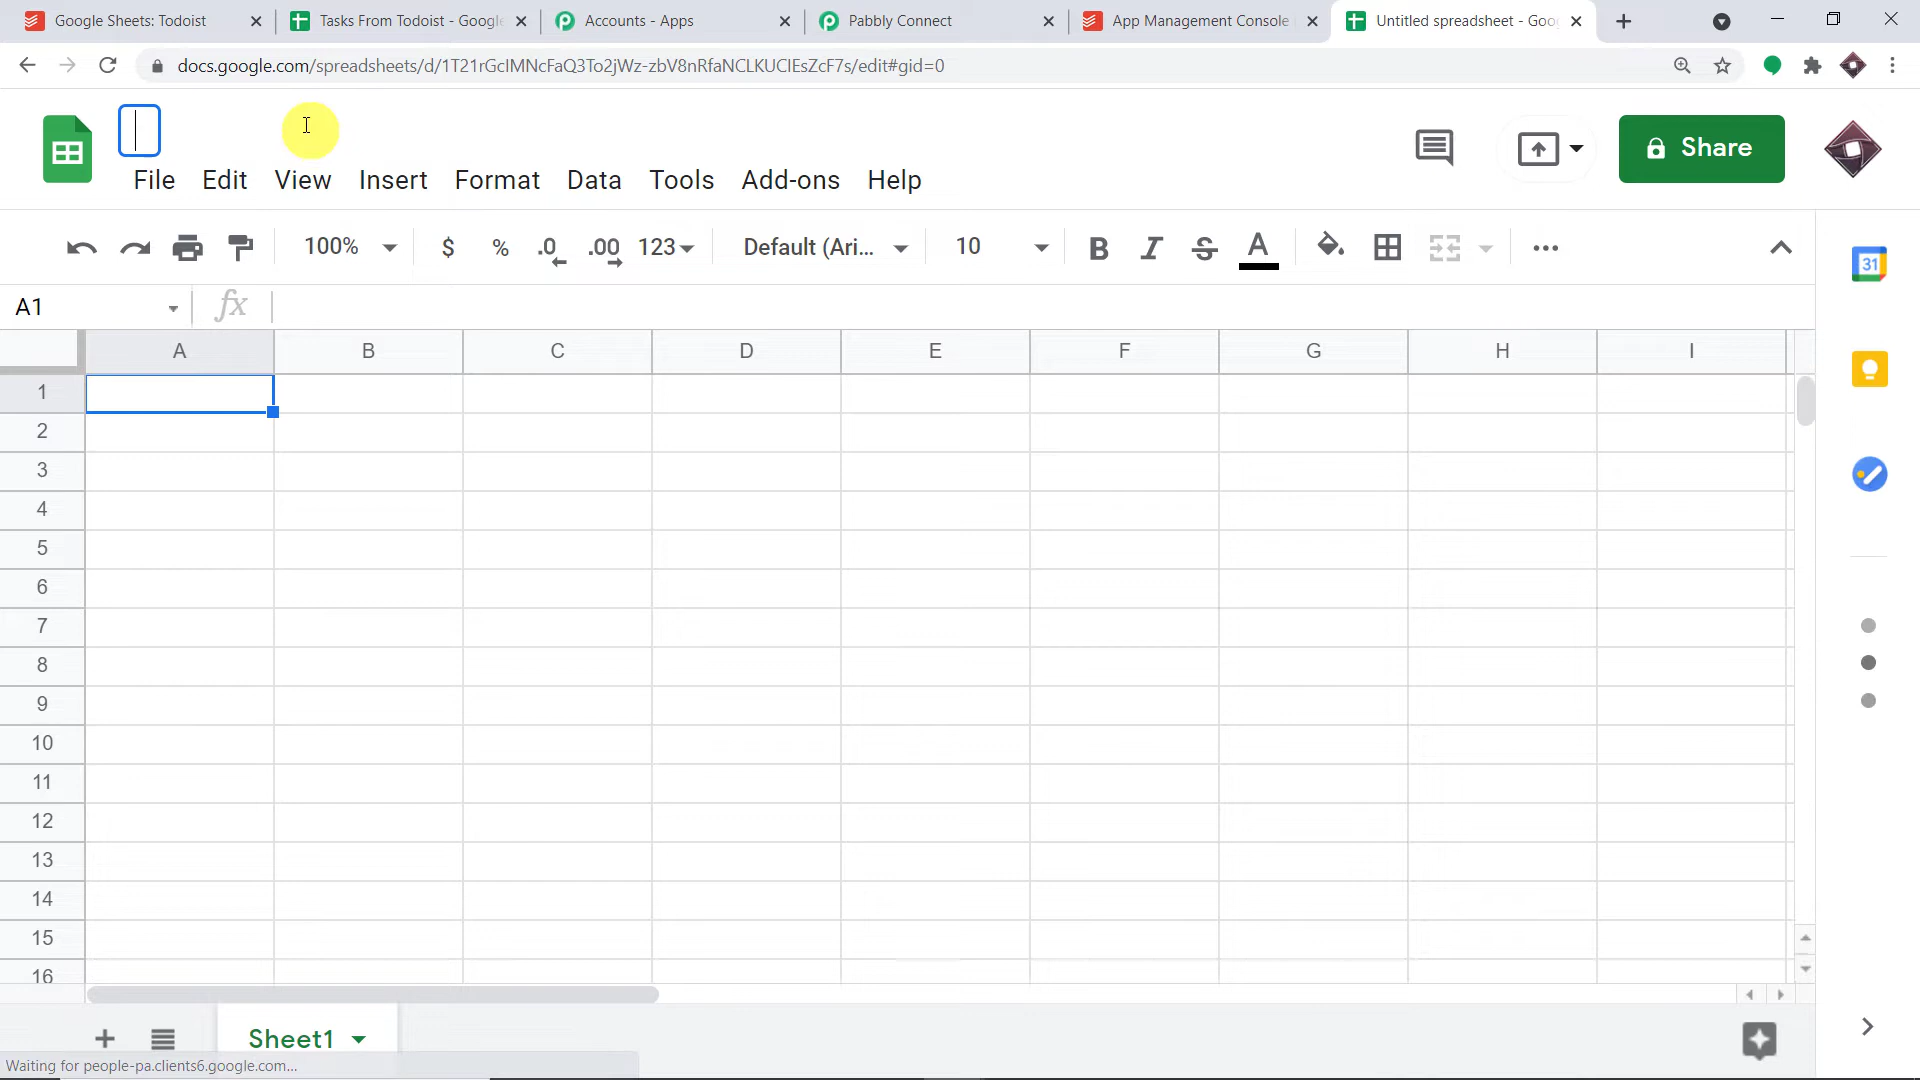 Google Sheets: Todoist
Tasks From Todoist - Google
Accounts - Apps
Pabbly Connect
App Management Console
Untitled spreadsheet - Goo
docs.google.com/spreadsheets/d/1T21rGcIMNcFaQ3To2jWz-zbV8nRfaNCLKUCIEsZcF7s/edit#gid=0
Share
File Edit View Insert Format Data Tools Add-ons Help
100% $ % .0 .00 123 Default (Ari... 10 B I S A
31
A1 fx
A B C D E F G H I
1
2
3
4
5
6
7
8
9
10
11
12
13
14
15
16
Sheet1
Waiting for people-pa.clients6.google.com...